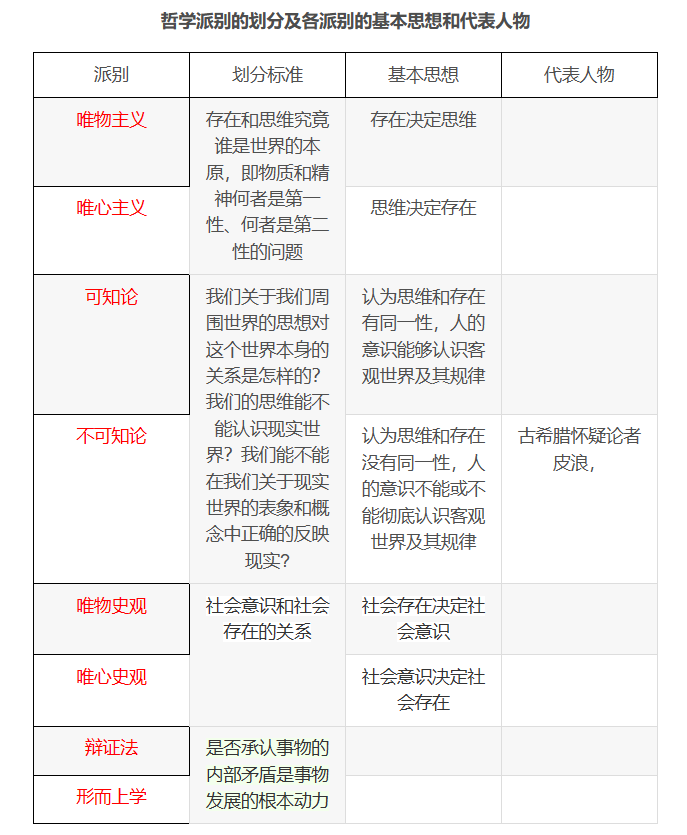 哲学派别的划分及各派别的基本思想和代表人物
派别
划分标准
基本思想
代表人物
唯物主义
存在和思维究竟
谁是世界的本
原，即物质和精
神何者是第一
性、何者是第二
性的问题
存在决定思维
唯心主义
思维决定存在
可知论
我们关于我们周
围世界的思想对
这个世界本身的
关系是怎样的？
我们的思维能不
能认识现实世
界？我们能不能
在我们关于现实
世界的表象和概
念中正确的反映
现实？
认为思维和存在
有同一性，人的
意识能够认识客
观世界及其规律
不可知论
认为思维和存在
没有同一性，人
的意识不能或不
能彻底认识客观
世界及其规律
古希腊怀疑论者
皮浪，
唯物史观
社会意识和社会
存在的关系
社会存在决定社
会意识
唯心史观
社会意识决定社
会存在
辩证法
是否承认事物的
内部矛盾是事物
发展的根本动力
形而上学